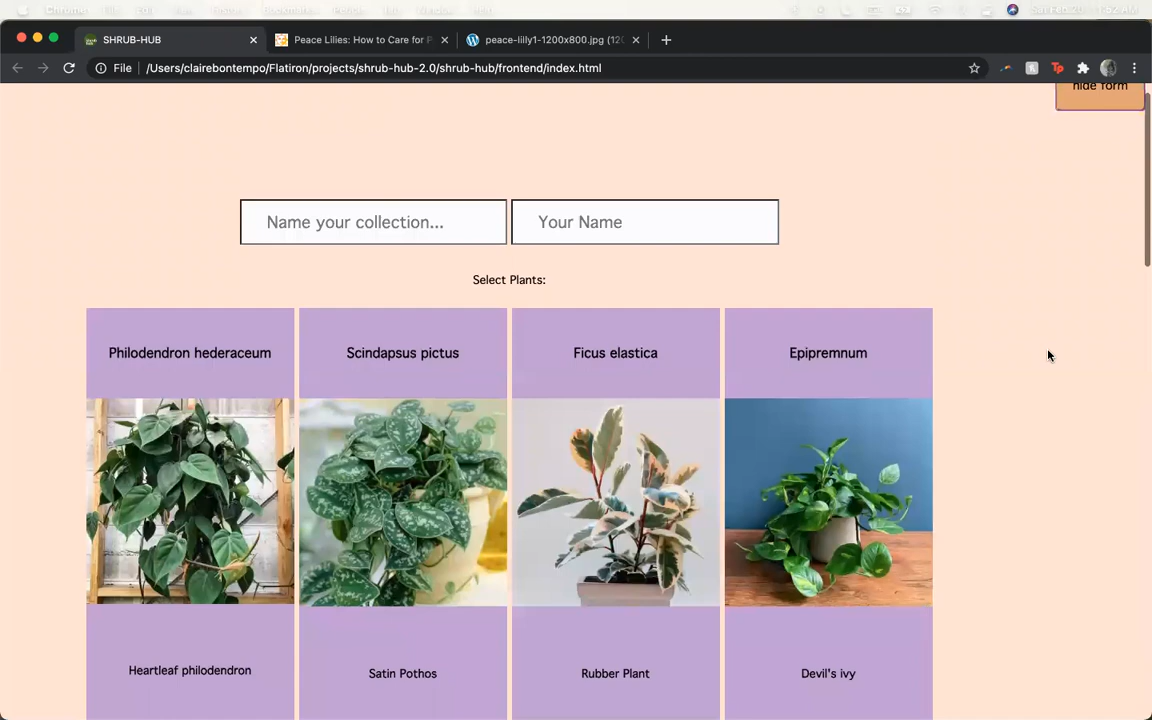 Chrome
SHRUB-HUB
Peace Lilies: How to Care for P
peace-lilly1-1200x800.jpg (12
File
/Users/clairebontempo/Flatiron/projects/shrub-hub-2.0/shrub-hub/frontend/index.html
hide form
Name your collection...
Your Name
Select Plants:
Philodendron hederaceum
Scindapsus pictus
Ficus elastica
Epipremnum
Heartleaf philodendron
Satin Pothos
Rubber Plant
Devil's ivy